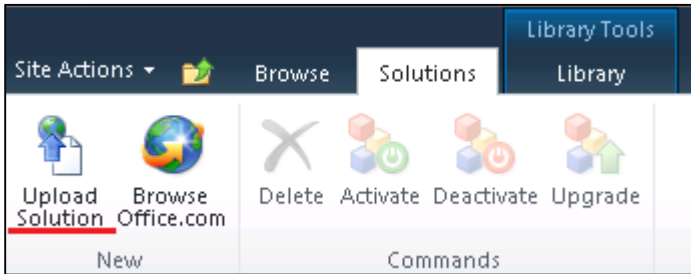 Library Tools
Site Actions Browse Solutions Library
Upload Solution
Browse Office.com
Delete Activate Deactivate Upgrade
New Commands